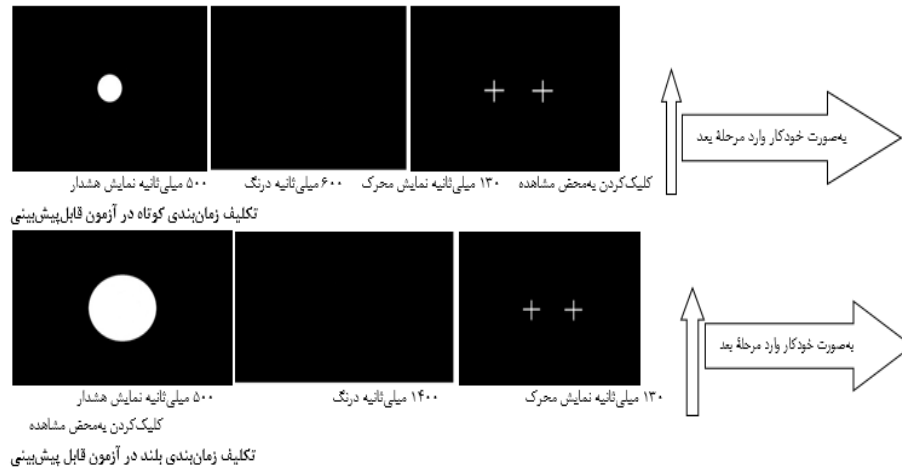 به‌صورت خودکار وارد مرحلهٔ بعد
۵۰۰ میلی‌ثانیه نمایش هشدار ۶۰۰ میلی‌ثانیه درنگ ۱۳۰ میلی‌ثانیه نمایش محرک کلیک‌کردن به‌محض مشاهده
تکلیف زمان‌بندی کوتاه در آزمون قابل‌پیش‌بینی
به‌صورت خودکار وارد مرحلهٔ بعد
۵۰۰ میلی‌ثانیه نمایش هشدار ۱۴۰۰ میلی‌ثانیه درنگ ۱۳۰ میلی‌ثانیه نمایش محرک
کلیک‌کردن به‌محض مشاهده
تکلیف زمان‌بندی بلند در آزمون قابل پیش‌بینی